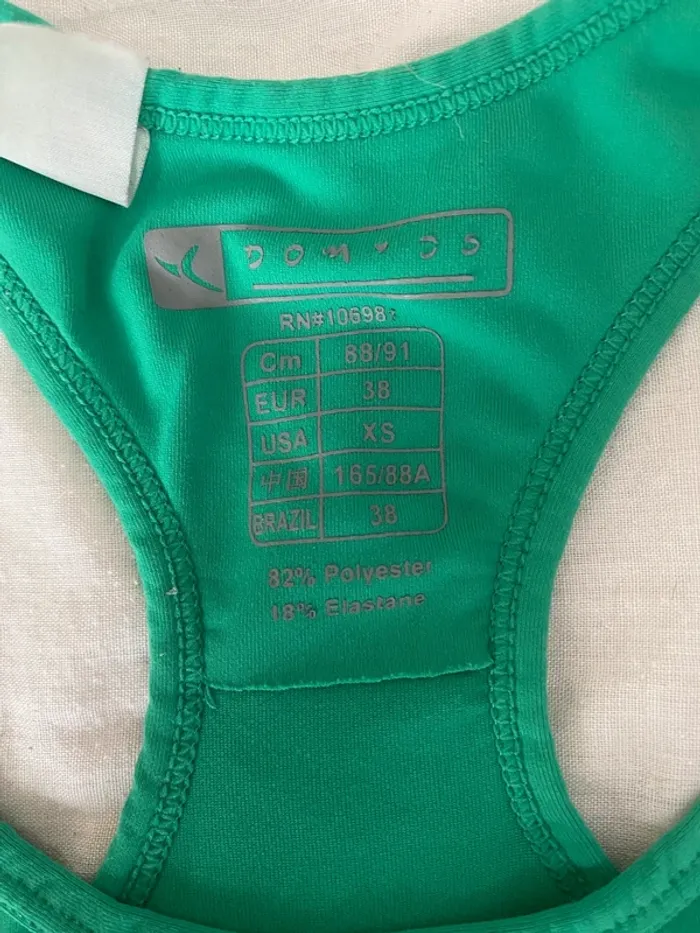 DOMYOS
RN#10698
Cm 88/91
EUR 38
USA XS
中国 165/88A
BRAZIL 38
82% Polyester
18% Elastane